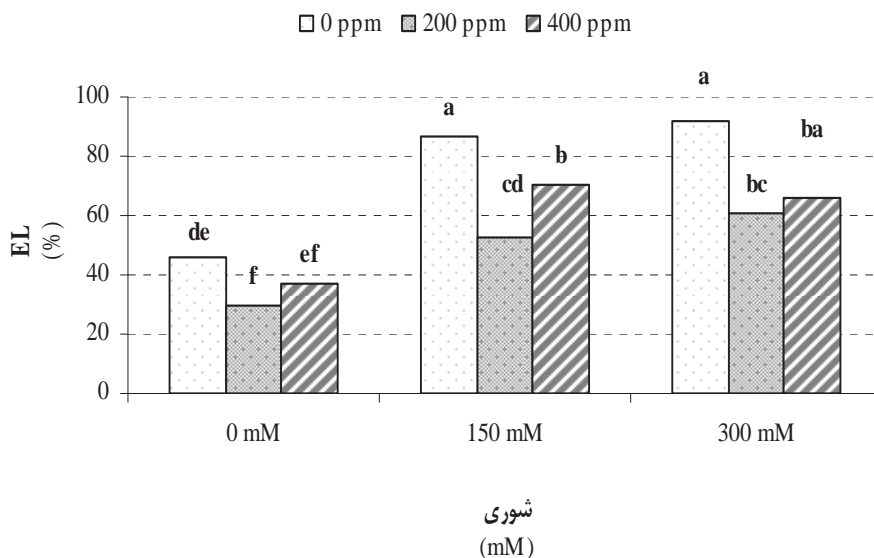 0 ppm 200 ppm 400 ppm
100
80
60
40
20
0
EL
(%)
de f ef
a cd b
a bc ba
0 mM 150 mM 300 mM
شوری
(mM)